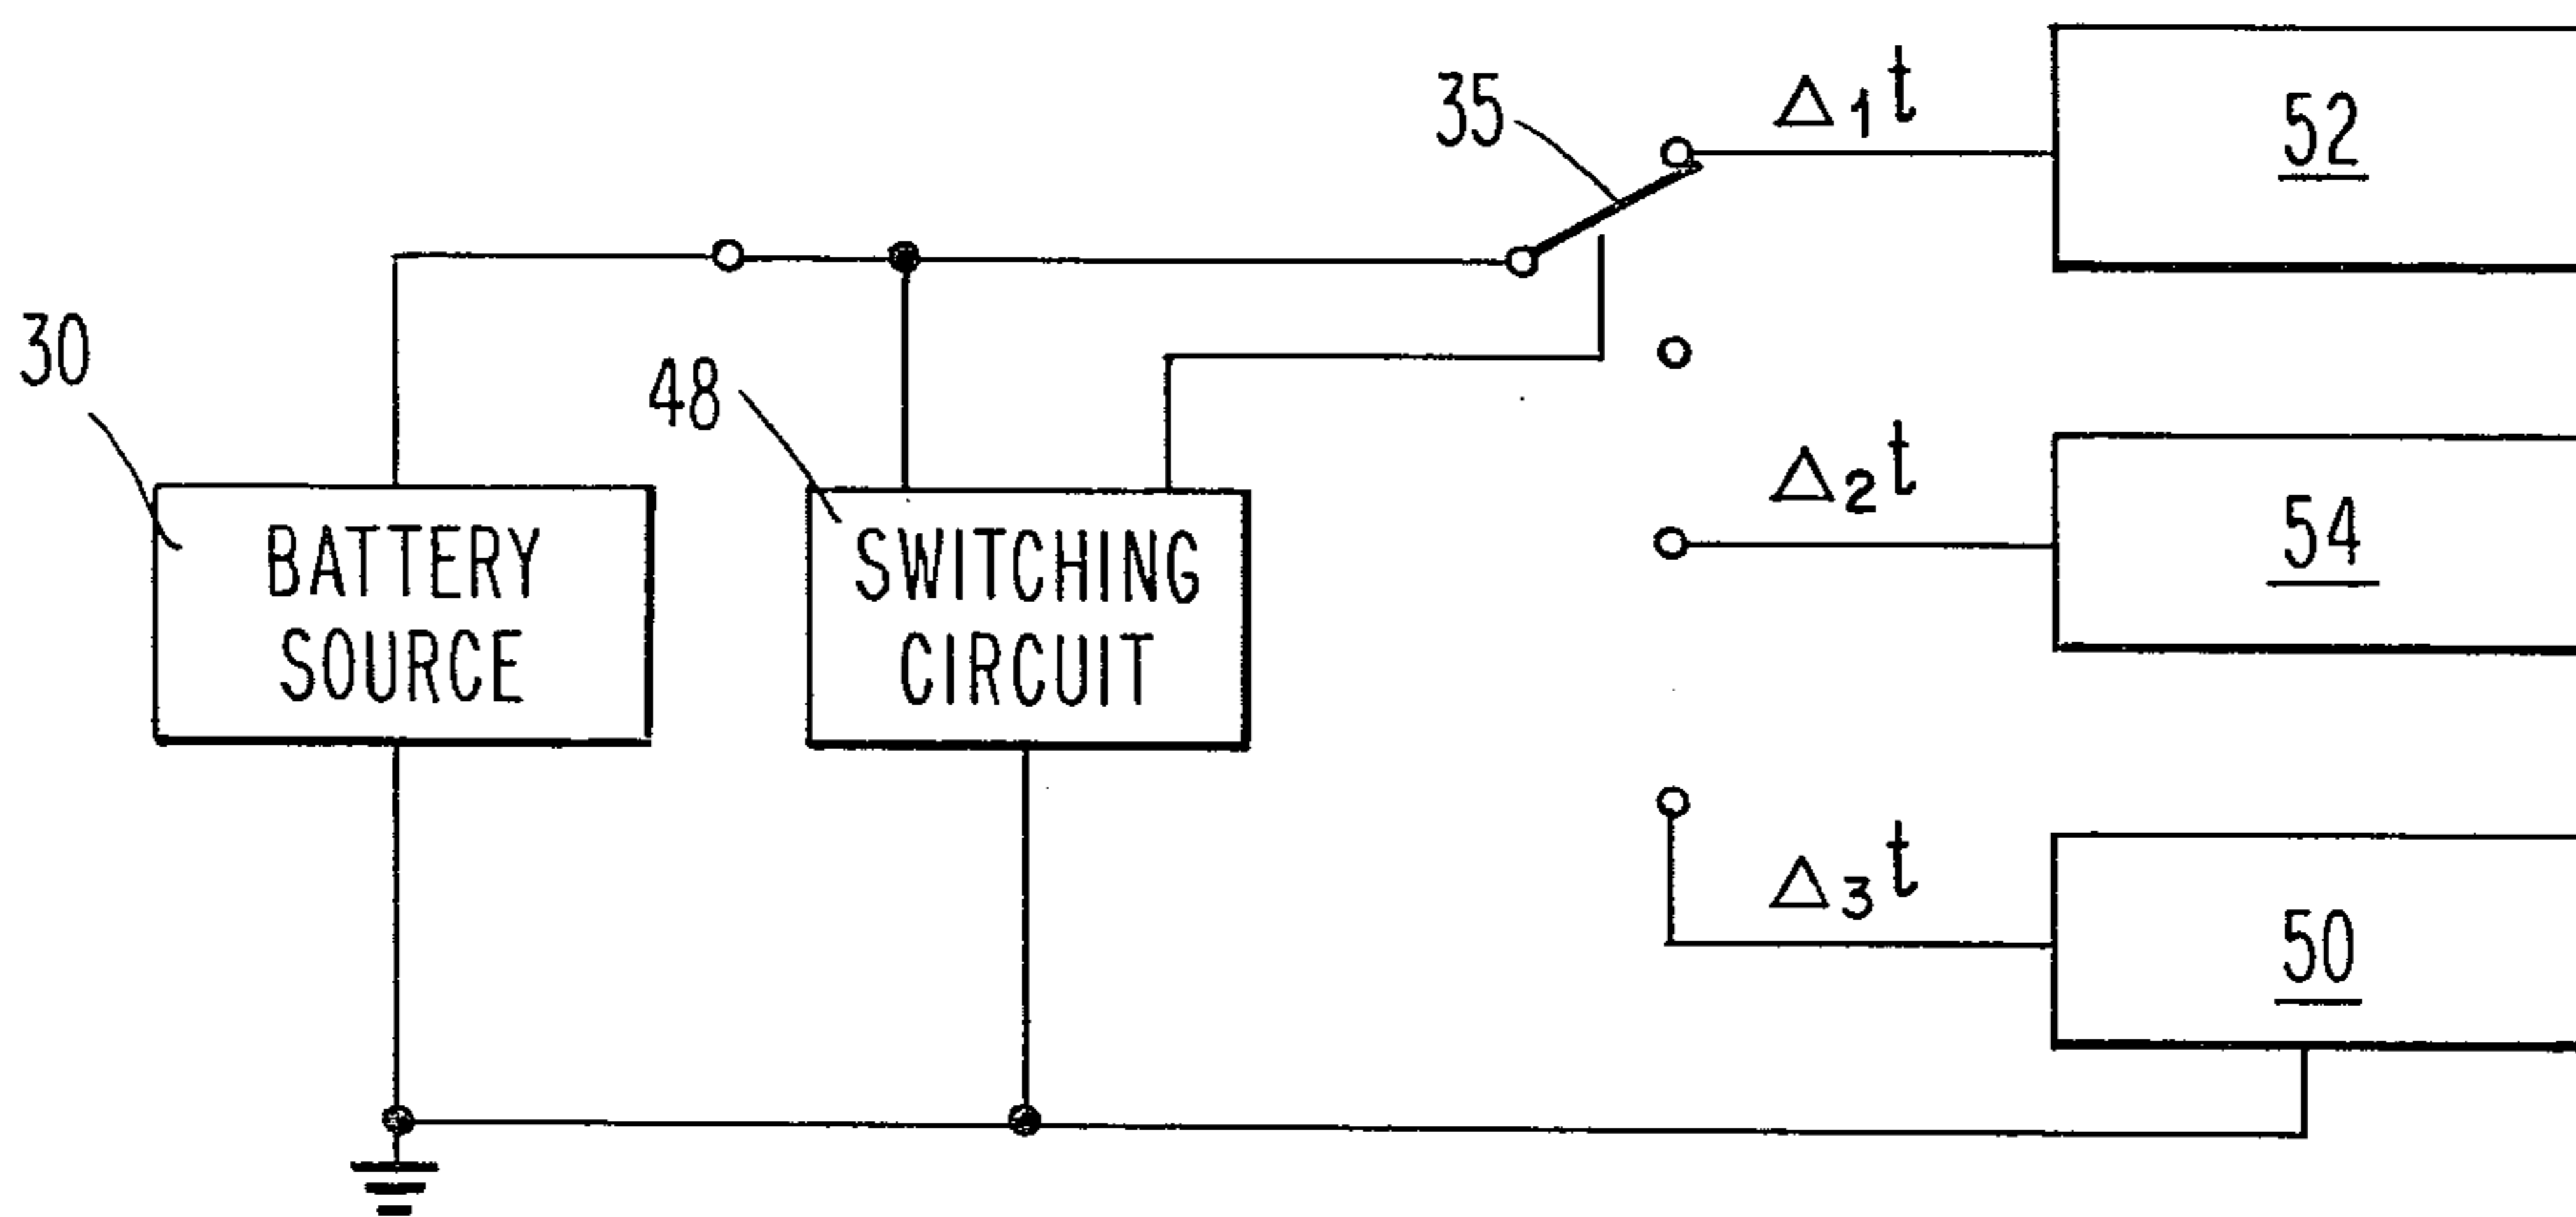 35
Δ₁t
52
30
48
BATTERY
SOURCE
SWITCHING
CIRCUIT
Δ₂t
54
Δ₃t
50